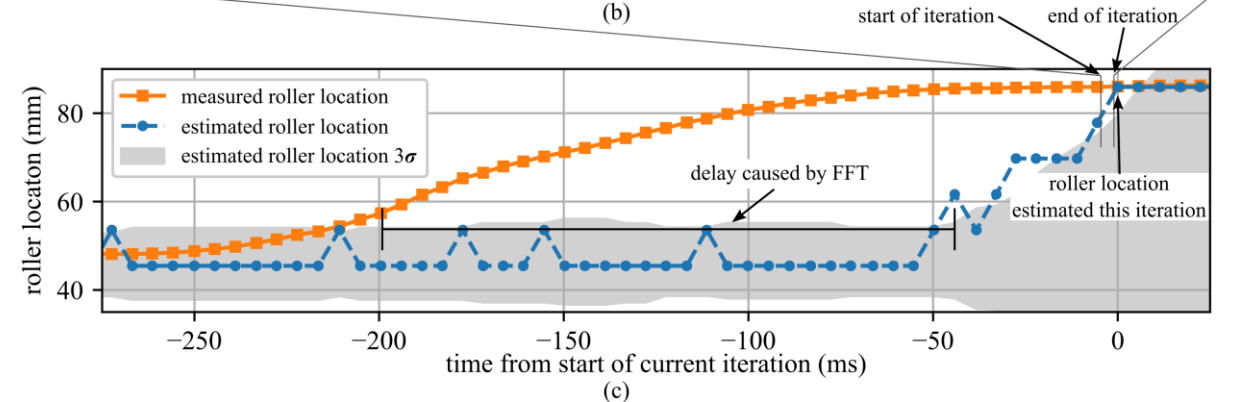 (b)
start of iteration
end of iteration
measured roller location
estimated roller location
estimated roller location 3σ
delay caused by FFT
roller location
estimated this iteration
roller locaton (mm)
80
60
40
−250
−200
−150
−100
−50
0
time from start of current iteration (ms)
(c)